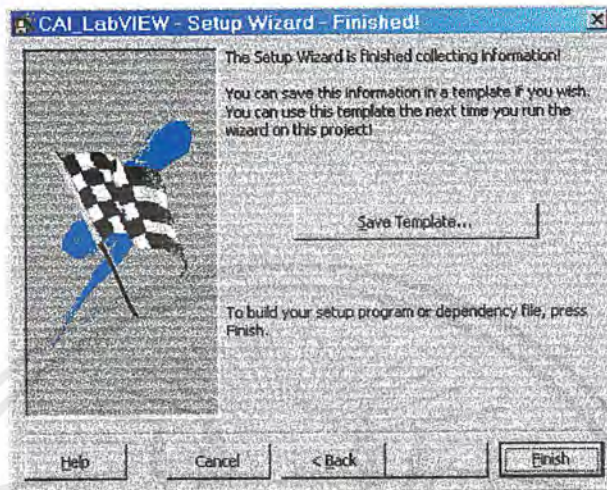 CAI_LabVIEW - Setup Wizard - Finished!
The Setup Wizard is finished collecting information!
You can save this information in a template if you wish.
You can use this template the next time you run the
wizard on this project!
Save Template...
To build your setup program or dependency file, press
Finish.
Help Cancel < Back Finish